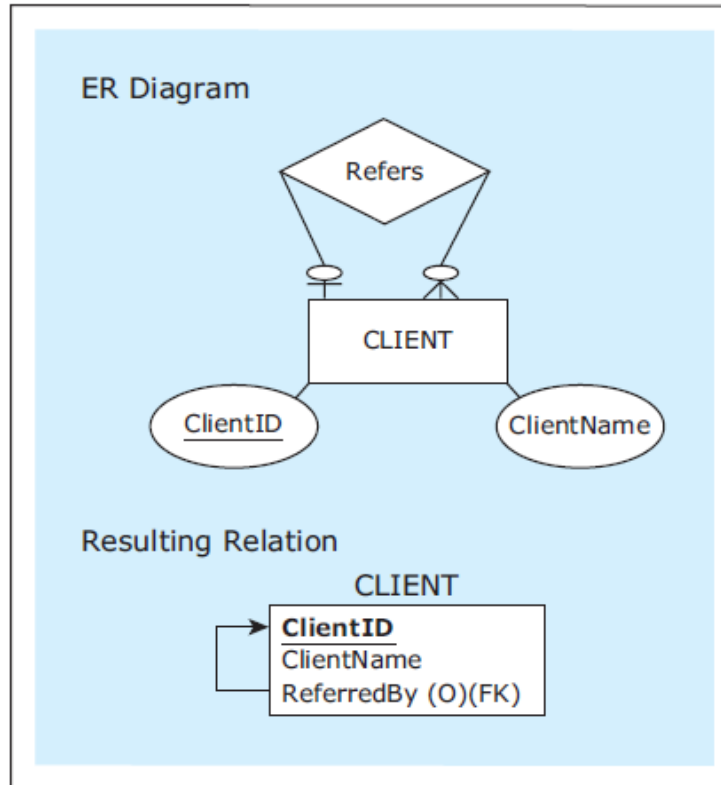 ER Diagram
Refers
CLIENT
ClientID
ClientName
Resulting Relation
CLIENT
ClientID
ClientName
ReferredBy (O)(FK)